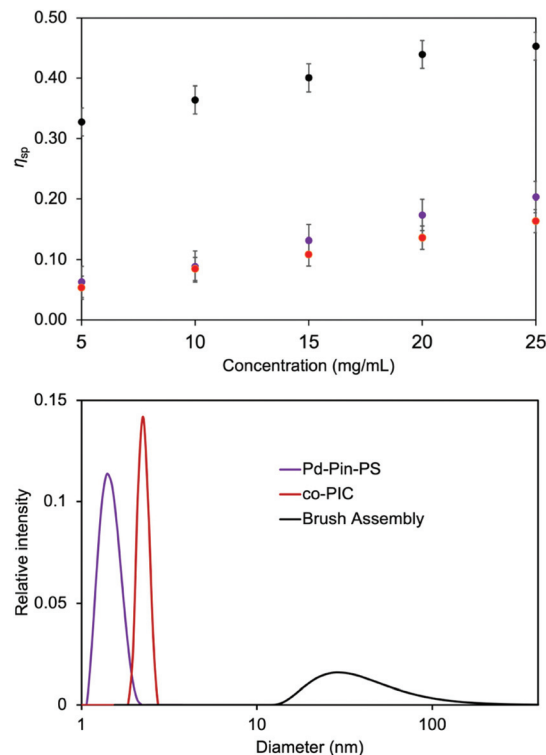 0.50
0.40
0.30
0.20
0.10
0.00
ηsp
5
10
15
20
25
Concentration (mg/mL)
0.15
0.1
0.05
0
Relative intensity
Pd-Pin-PS
co-PIC
Brush Assembly
1
10
100
Diameter (nm)